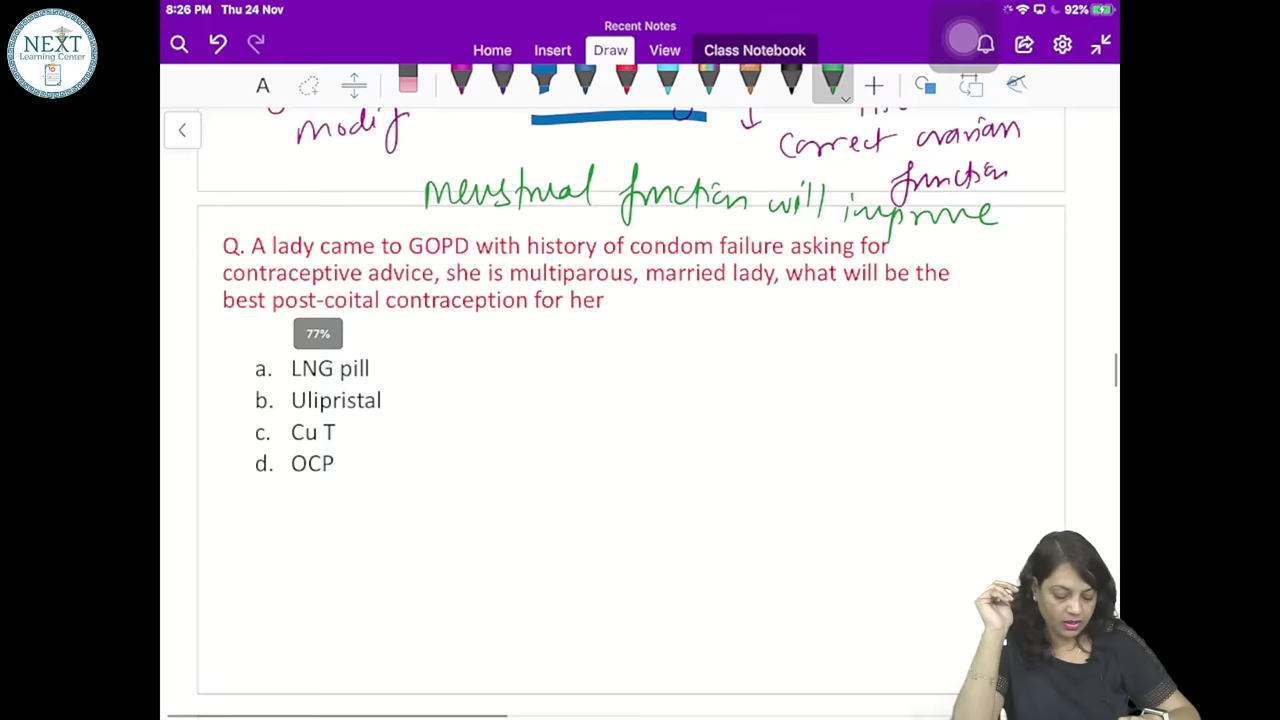 8:26 PM Thu 24 Nov
92%
NEXT
Learning Center
Recent Notes
Home Insert Draw View Class Notebook
A
modify
correct ovarian
function
menstrual function will improve
Q. A lady came to GOPD with history of condom failure asking for
contraceptive advice, she is multiparous, married lady, what will be the
best post-coital contraception for her
77%
a. LNG pill
b. Ulipristal
c. Cu T
d. OCP